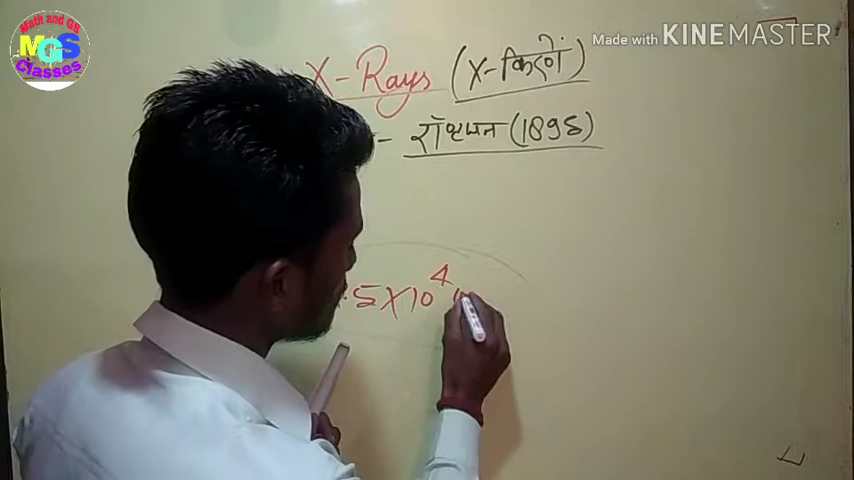 Math and GS
MGS
Classes
Made with KINEMASTER
X-Rays (X-किरणें)
- रॉण्टजन (1895)
.5X10⁴